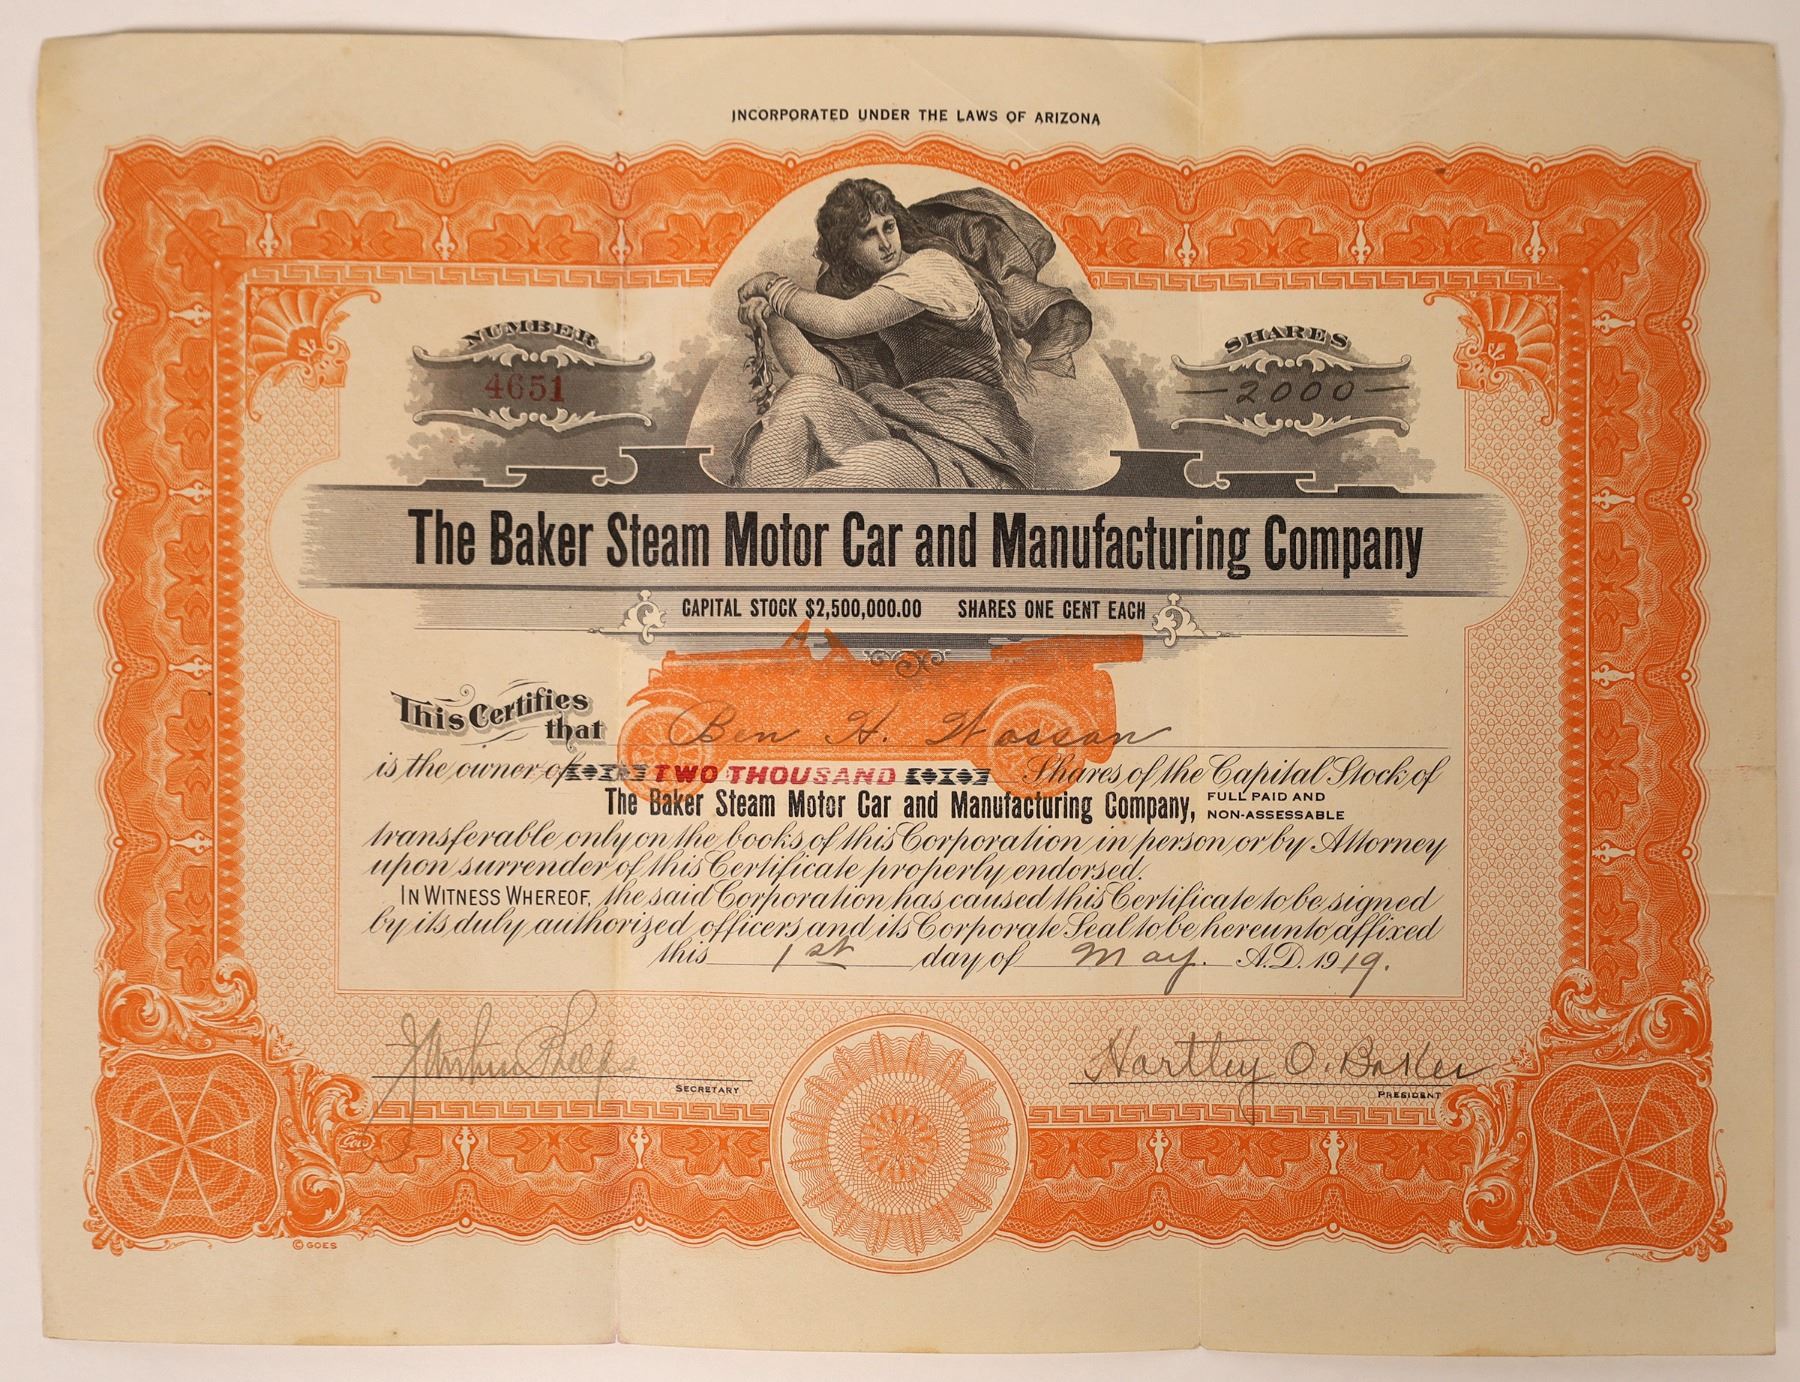 INCORPORATED UNDER THE LAWS OF ARIZONA
NUMBER
4651
SHARES
2000
The Baker Steam Motor Car and Manufacturing Company
CAPITAL STOCK $2,500,000.00 SHARES ONE CENT EACH
This Certifies that Ben H. Wasson
is the owner of TWO THOUSAND Shares of the Capital Stock of
The Baker Steam Motor Car and Manufacturing Company, FULL PAID AND NON-ASSESSABLE
transferable only on the books of this Corporation in person or by Attorney
upon surrender of this Certificate properly endorsed.
IN WITNESS WHEREOF, the said Corporation has caused this Certificate to be signed
by its duly authorized officers and its Corporate Seal to be hereunto affixed
this 1st day of May. A.D. 1919.
Phelps
SECRETARY
Hartley O. Baker
PRESIDENT
Goes
© GOES